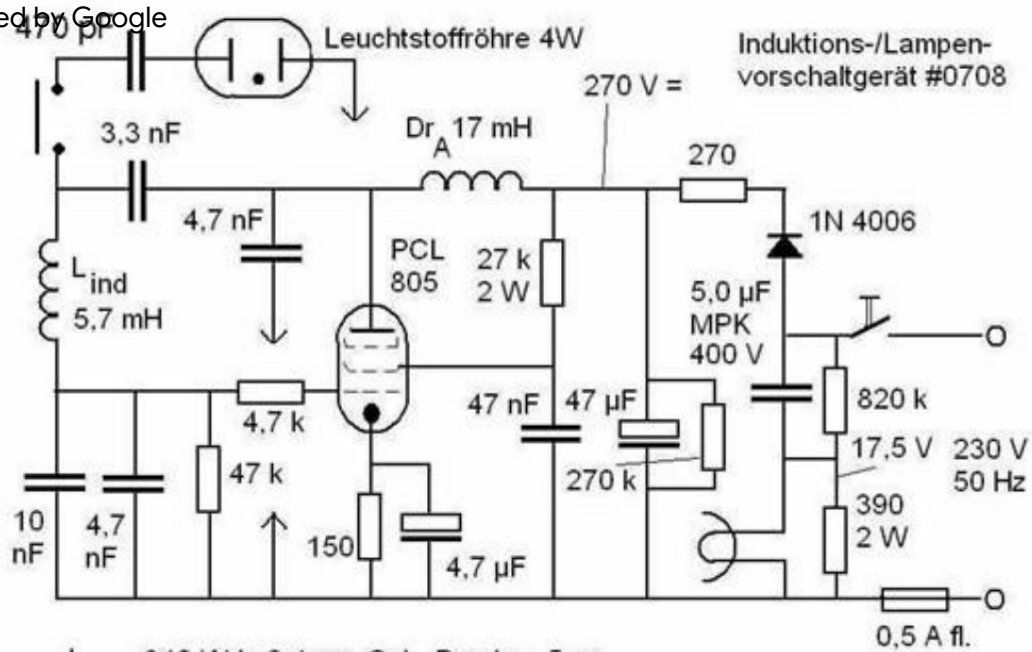 ed by Google
470 pF
Leuchtstoffröhre 4W
Induktions-/Lampen-
vorschaltgerät #0708
270 V =
3,3 nF
Dr
A
17 mH
270
4,7 nF
1N 4006
PCL
805
27 k
2 W
L ind
5,7 mH
5,0 µF
MPK
400 V
4,7 k
47 nF
47 µF
820 k
47 k
270 k
17,5 V
230 V
50 Hz
10
nF
4,7
nF
150
4,7 µF
390
2 W
0,5 A fl.